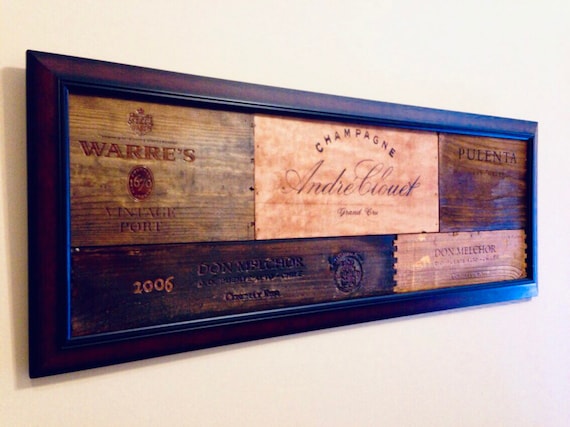 WARRE'S
1670
VINTAGE
PORT
CHAMPAGNE
Andre Clouet
Grand Cru
PULENTA
2006
DON MELCHOR
DON MELCHOR